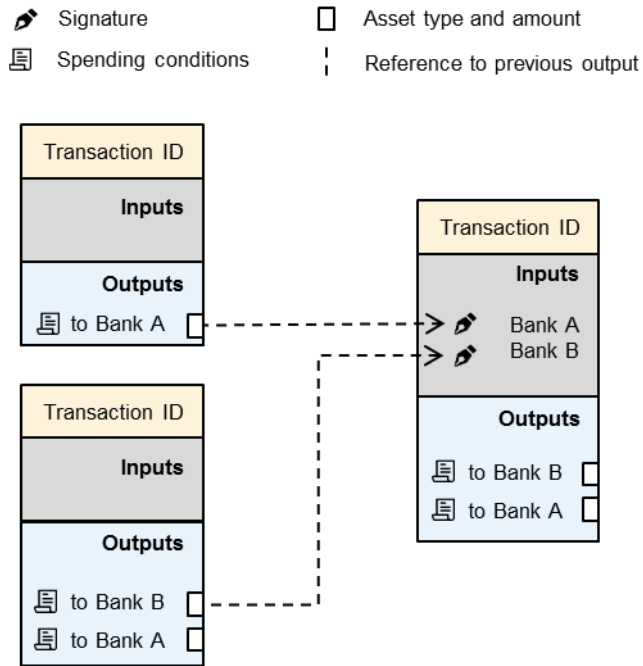 Signature
Asset type and amount
Spending conditions
Reference to previous output
Transaction ID
Inputs
Outputs
to Bank A
Transaction ID
Inputs
Outputs
to Bank B
to Bank A
Transaction ID
Inputs
Bank A
Bank B
Outputs
to Bank B
to Bank A